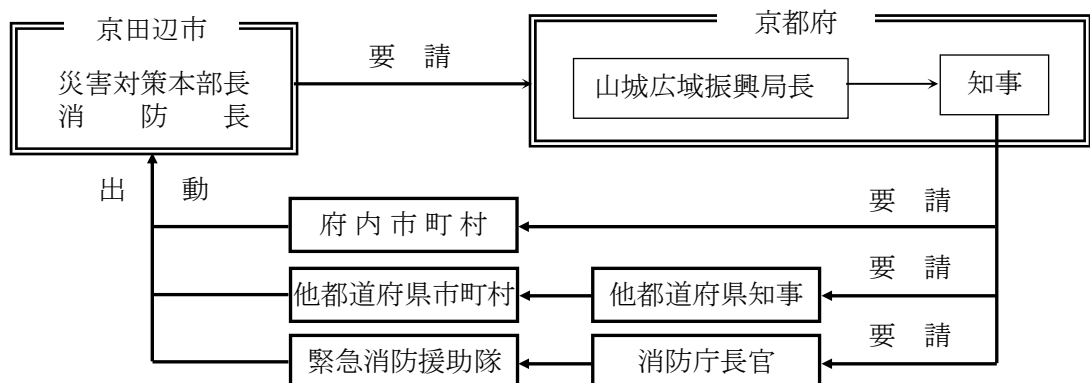 京田辺市
災害対策本部長
消防長
要請
京都府
山城広域振興局長
知事
出動
要請
府内市町村
要請
他都道府県市町村
他都道府県知事
要請
緊急消防援助隊
消防庁長官